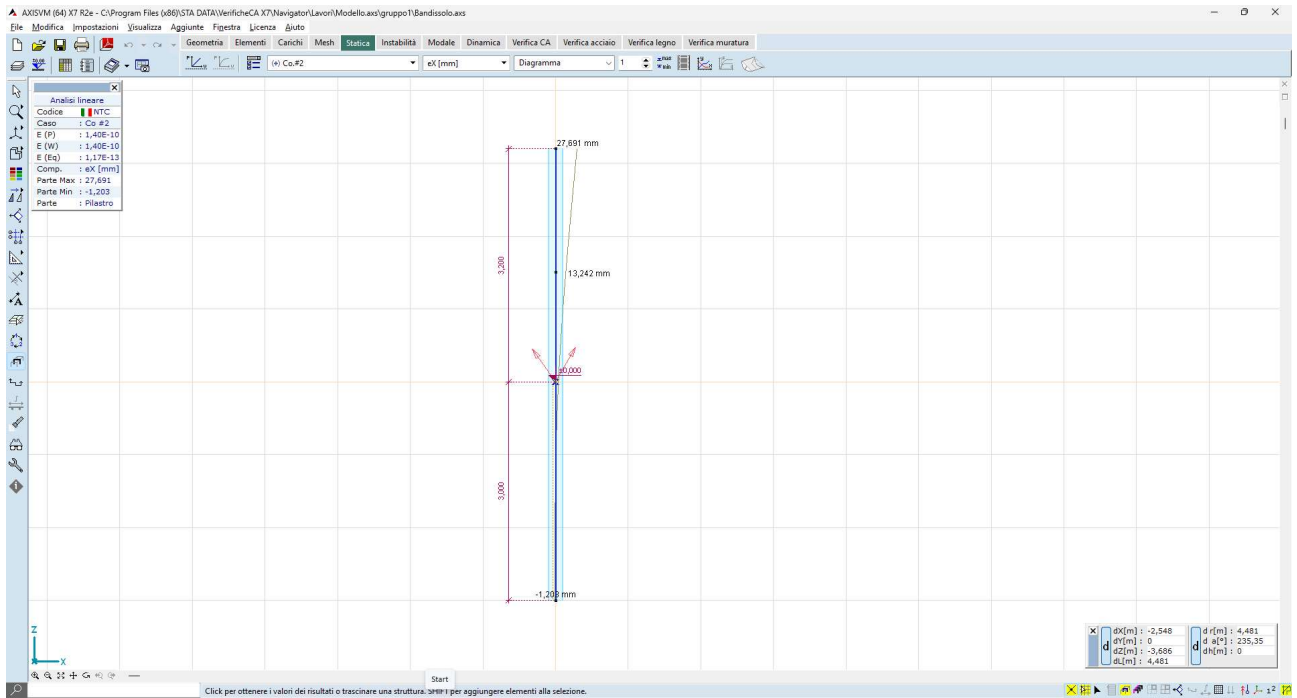 AXISVM (64) X7 R2e - C:\Program Files (x86)\STA DATA\VerificheCA X7\Navigator\Lavori\Modello.axs\gruppo1\Bandissolo.axs
File Modifica Impostazioni Visualizza Aggiunte Finestra Licenza Aiuto
Geometria Elementi Carichi Mesh Statica Instabilità Modale Dinamica Verifica CA Verifica acciaio Verifica legno Verifica muratura
(+) Co.#2 eX [mm] Diagramma 1
Analisi lineare
Codice NTC
Caso : Co #2
E (P) : 1,40E-10
E (W) : 1,40E-10
E (Eq) : 1,17E-13
Comp. : eX [mm]
Parte Max : 27,691
Parte Min : -1,203
Parte : Pilastro
27,691 mm
3,200
13,242 mm
±0,000
3,000
-1,203 mm
Z
X
dX[m] : -2,548
dY[m] : 0
dZ[m] : -3,686
dL[m] : 4,481
d
d r[m] : 4,481
d a[°] : 235,35
dh[m] : 0
d
Start
Click per ottenere i valori dei risultati o trascinare una struttura. SHIFT per aggiungere elementi alla selezione.